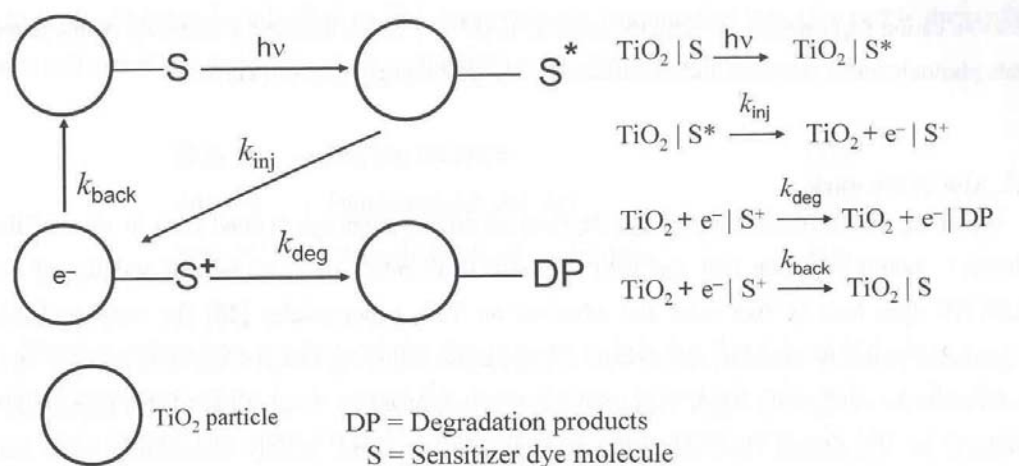 S
hν
S
*
TiO2 | S hν TiO2 | S*
kinj
TiO2 | S* TiO2 + e– | S+
kback
kinj
kdeg
TiO2 + e– | S+ TiO2 + e– | DP
e- S+ kdeg DP
kback
TiO2 + e– | S+ TiO2 | S
TiO2 particle
DP = Degradation products
S = Sensitizer dye molecule